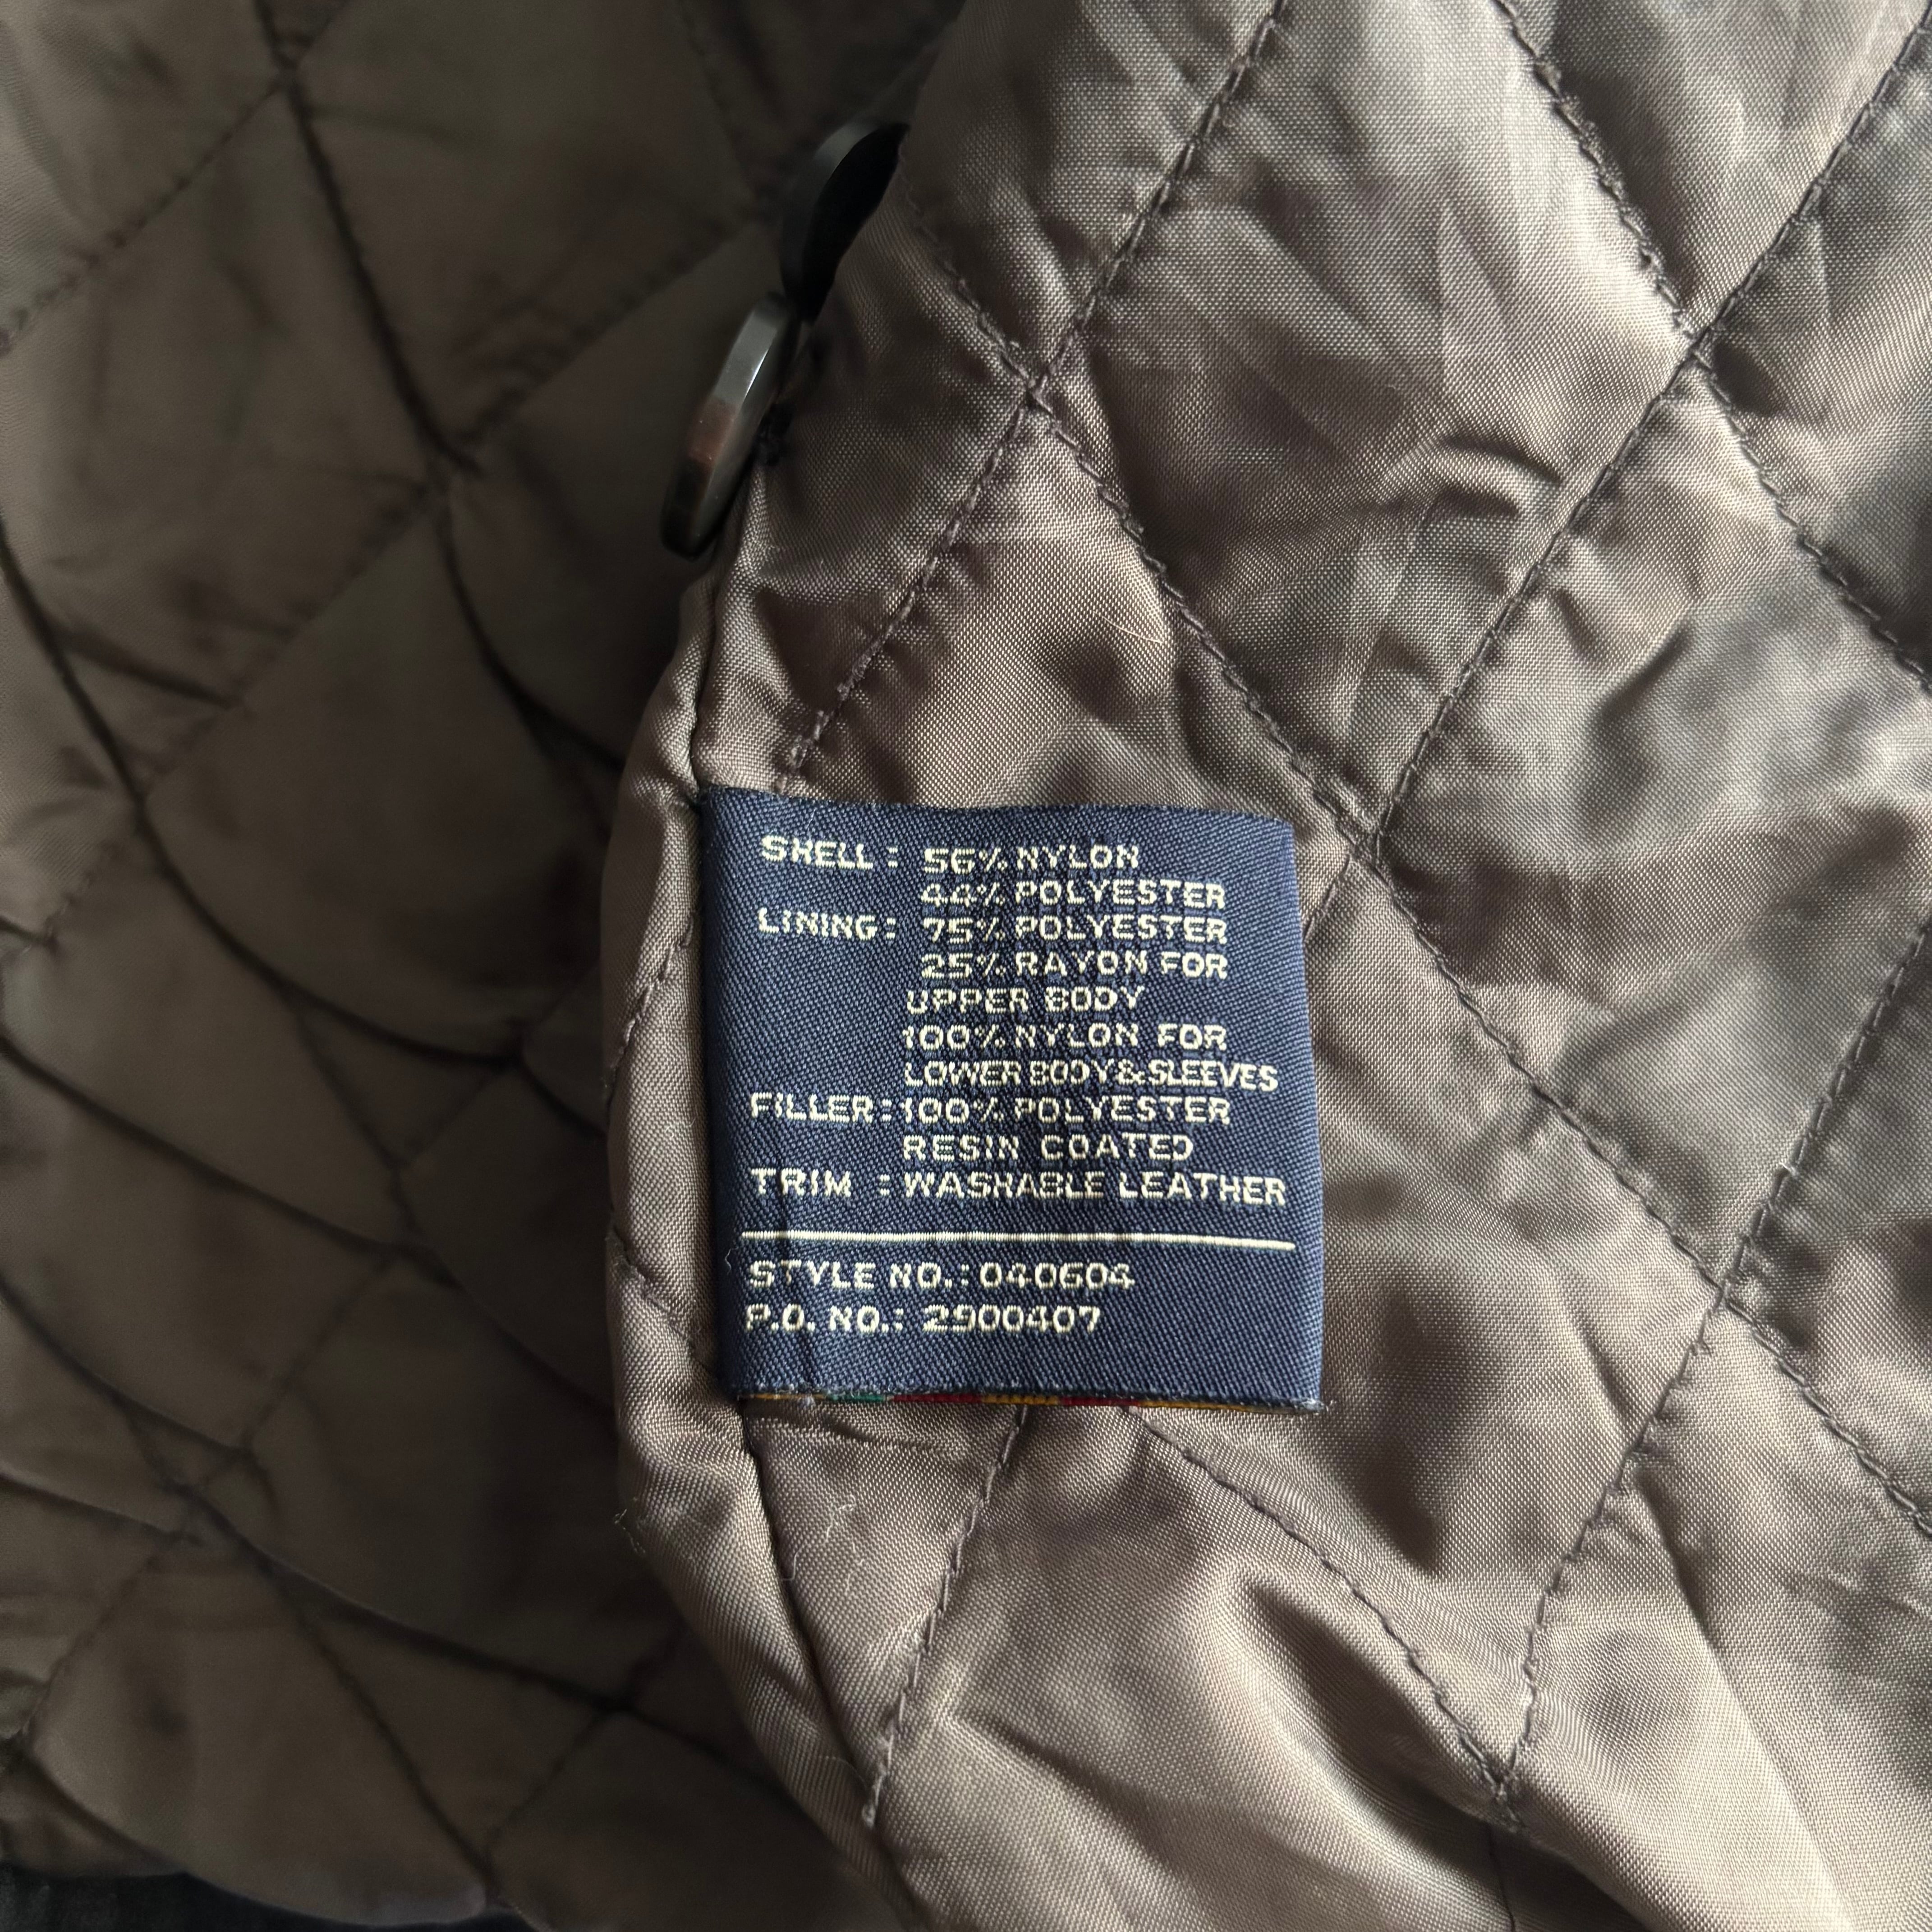 SHELL : 56% NYLON
44% POLYESTER
LINING: 75% POLYESTER
25% RAYON FOR
UPPER BODY
100% NYLON FOR
LOWER BODY & SLEEVES
FILLER: 100% POLYESTER
RESIN COATED
TRIM : WASHABLE LEATHER
STYLE NO.: 040604
P.O. NO.: 2900407